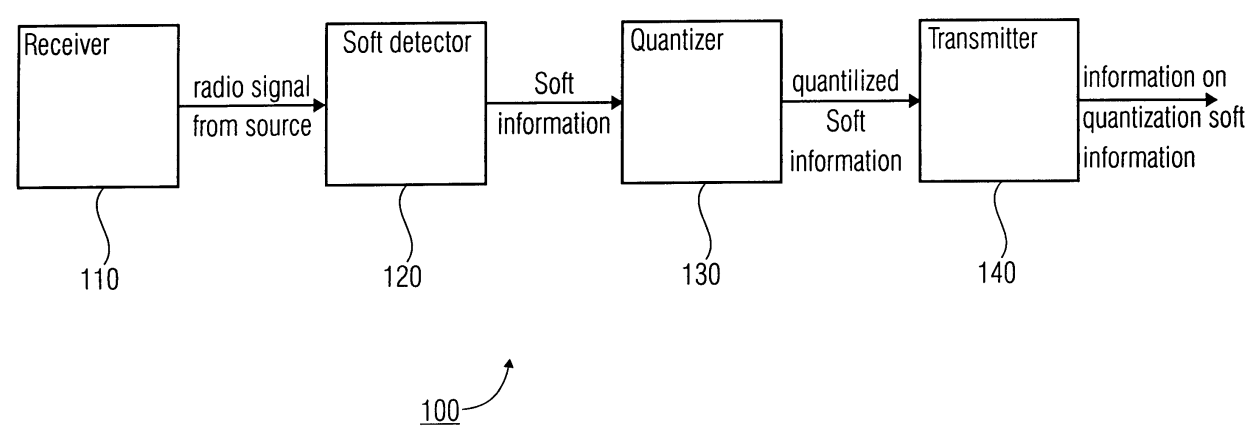 Receiver
radio signal
from source
Soft detector
Soft
information
Quantizer
quantilized
Soft
information
Transmitter
information on
quantization soft
information
110
120
130
140
100